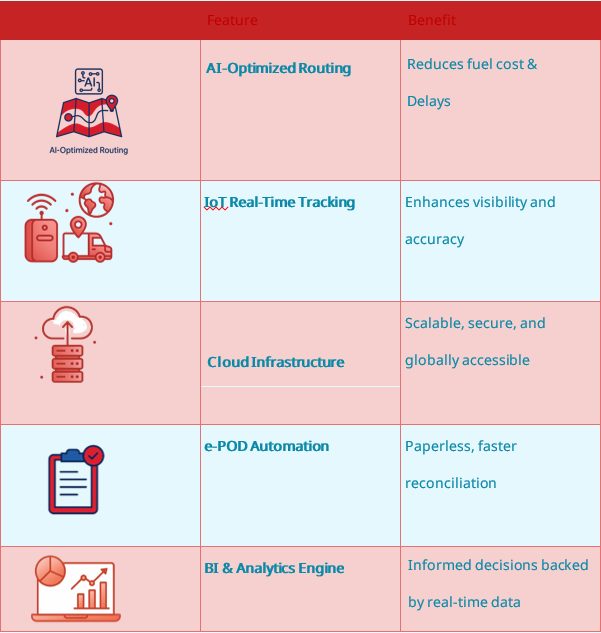 Feature Benefit
AI
AI-Optimized Routing
AI-Optimized Routing
Reduces fuel cost &
Delays
IoT Real-Time Tracking
Enhances visibility and
accuracy
Cloud Infrastructure
Scalable, secure, and
globally accessible
e-POD Automation
Paperless, faster
reconciliation
BI & Analytics Engine
Informed decisions backed
by real-time data